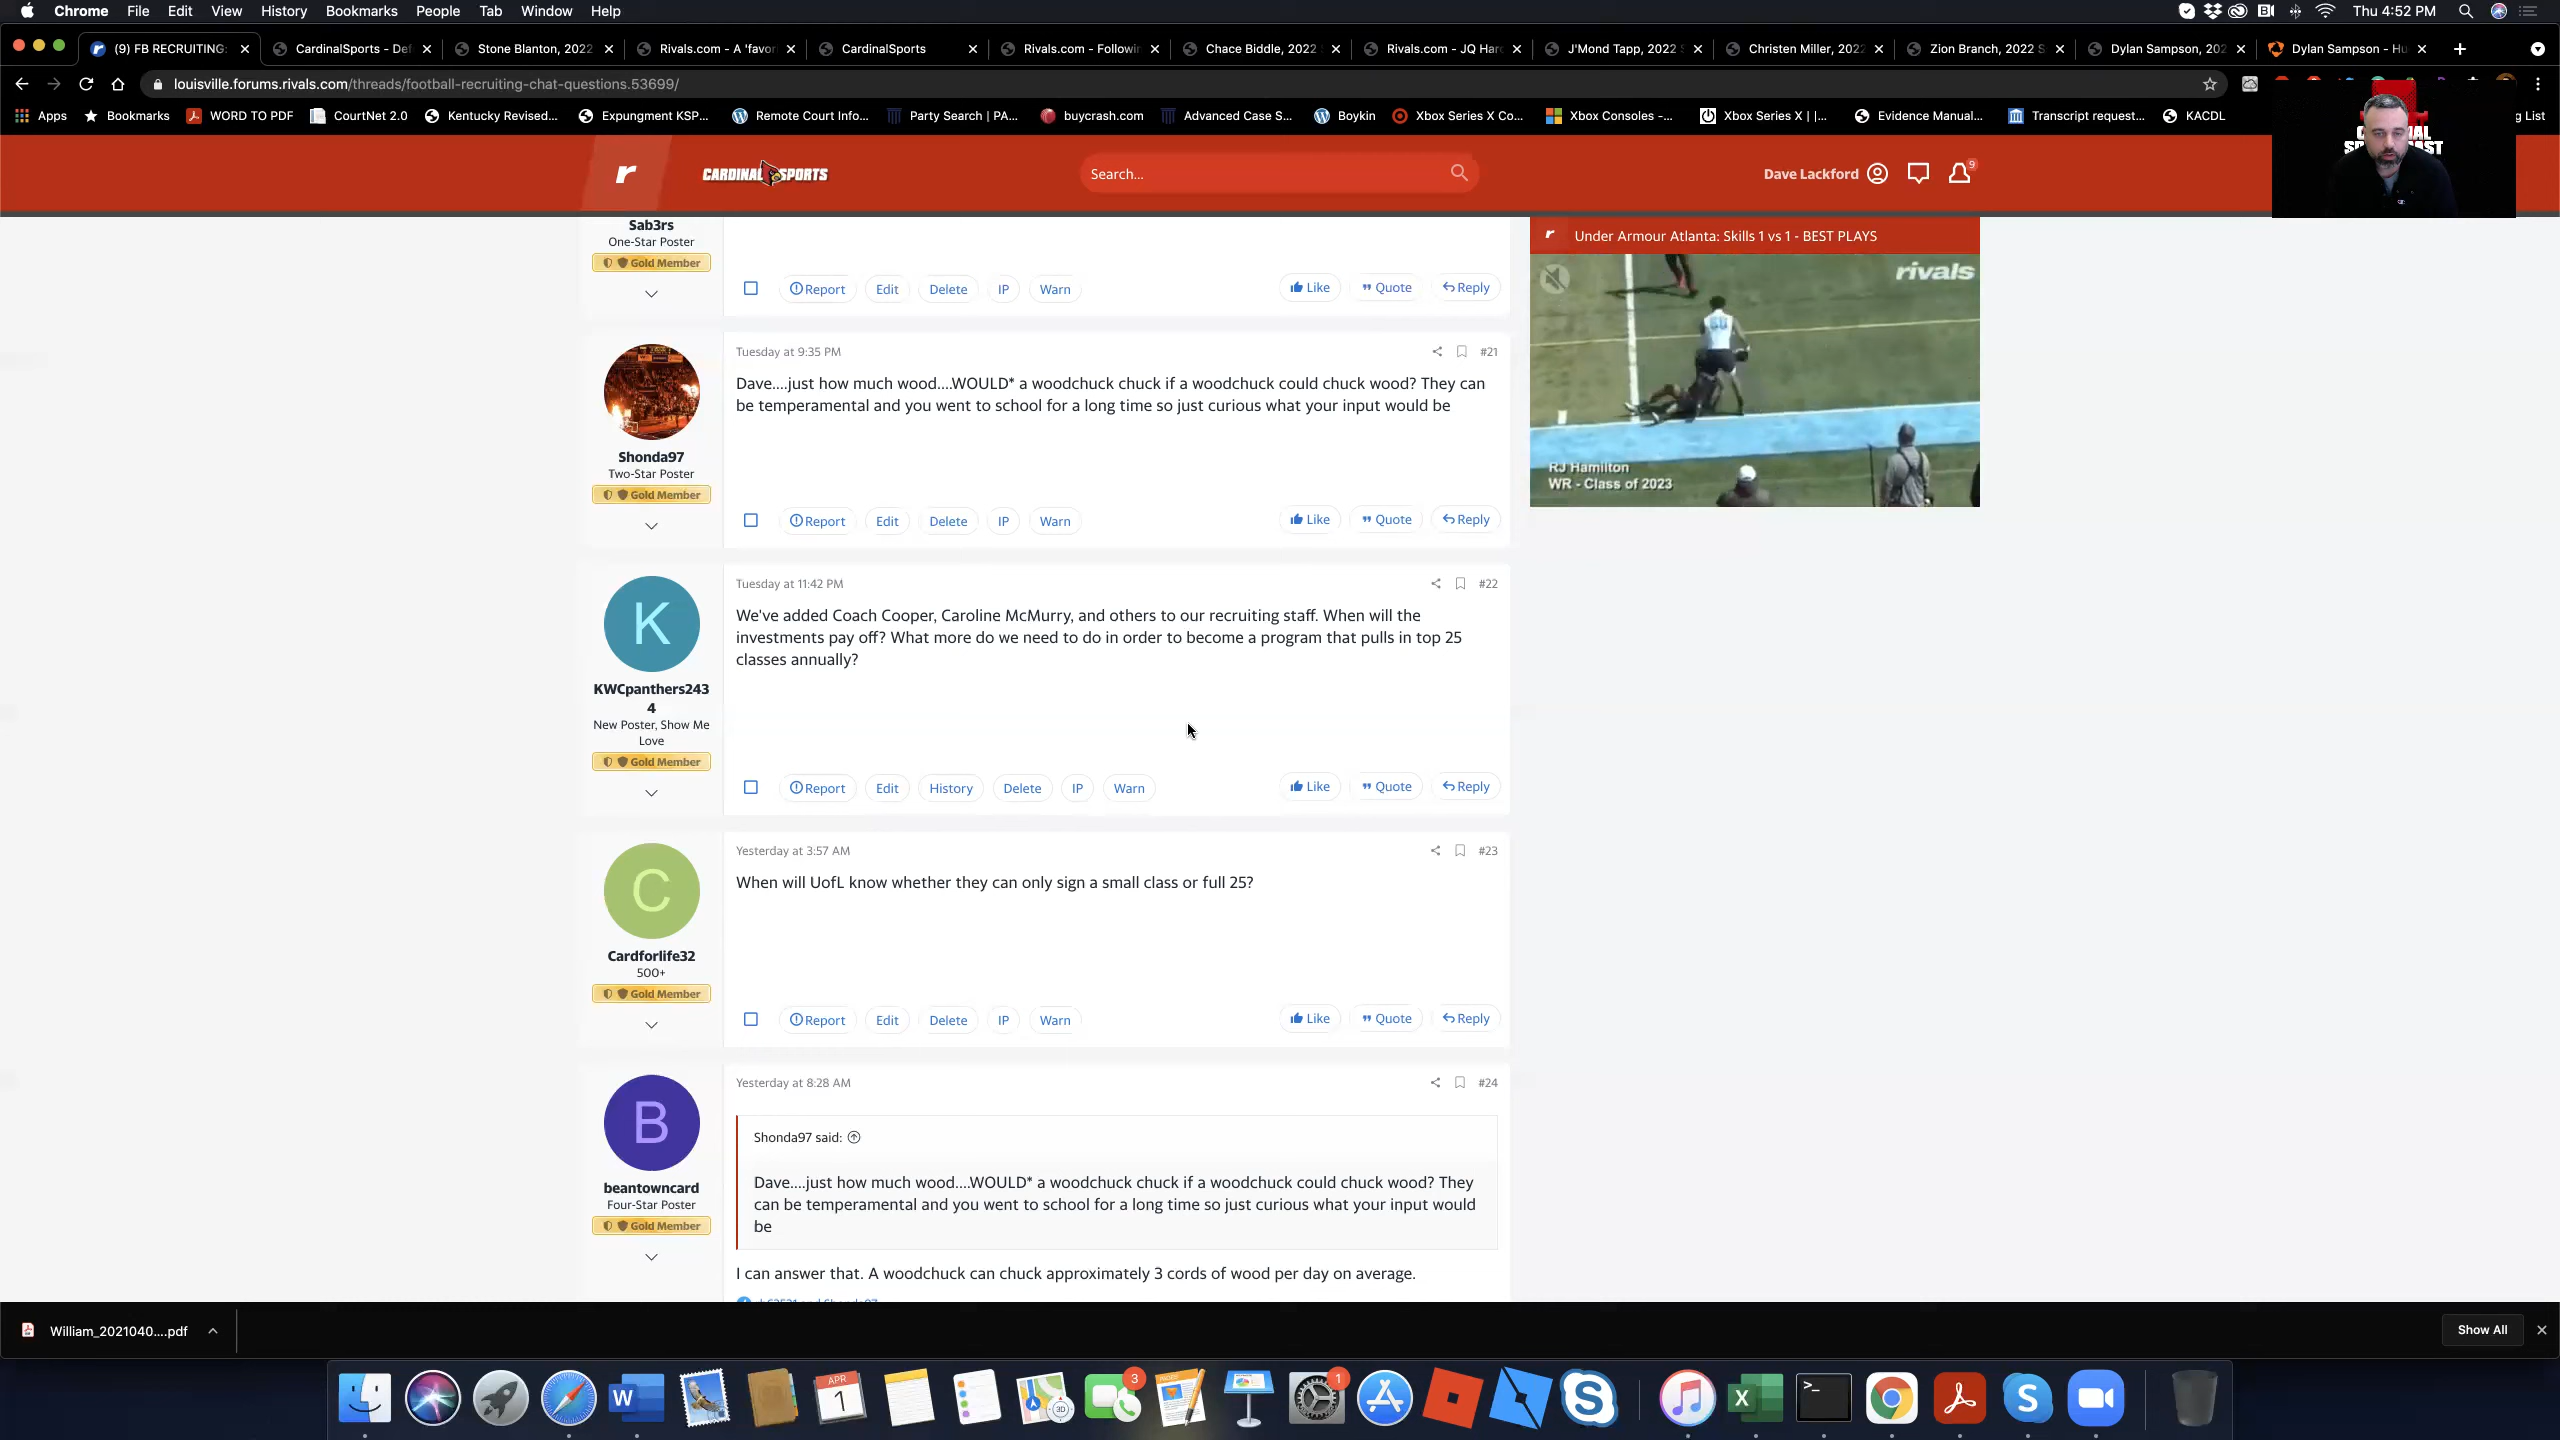 Chrome File Edit View History Bookmarks People Tab Window Help
Thu 4:52 PM
(9) FB RECRUITING:
CardinalSports - Def
Stone Blanton, 2022
Rivals.com - A 'favor
CardinalSports
Rivals.com - Followin
Chace Biddle, 2022
Rivals.com - JQ Har
J'Mond Tapp, 2022 S
Christen Miller, 2022
Zion Branch, 2022 S
Dylan Sampson, 202
Dylan Sampson - Hu
louisville.forums.rivals.com/threads/football-recruiting-chat-questions.53699/
Apps
Bookmarks
WORD TO PDF
CourtNet 2.0
Kentucky Revised...
Expungment KSP...
Remote Court Info...
Party Search | PA...
buycrash.com
Advanced Case S...
Boykin
Xbox Series X Co...
Xbox Consoles -...
Xbox Series X | |...
Evidence Manual...
Transcript request...
KACDL
g List
r
CARDINAL SPORTS
Search...
Dave Lackford
9
Sab3rs
One-Star Poster
Gold Member
Report Edit Delete IP Warn
Like Quote Reply
Under Armour Atlanta: Skills 1 vs 1 - BEST PLAYS
rivals
RJ Hamilton
WR - Class of 2023
Tuesday at 9:35 PM
#21
Dave....just how much wood....WOULD* a woodchuck chuck if a woodchuck could chuck wood? They can
be temperamental and you went to school for a long time so just curious what your input would be
Shonda97
Two-Star Poster
Gold Member
Report Edit Delete IP Warn
Like Quote Reply
Tuesday at 11:42 PM
#22
We've added Coach Cooper, Caroline McMurry, and others to our recruiting staff. When will the
investments pay off? What more do we need to do in order to become a program that pulls in top 25
classes annually?
K
KWCpanthers243
4
New Poster, Show Me
Love
Gold Member
Report Edit History Delete IP Warn
Like Quote Reply
Yesterday at 3:57 AM
#23
When will UofL know whether they can only sign a small class or full 25?
C
Cardforlife32
500+
Gold Member
Report Edit Delete IP Warn
Like Quote Reply
Yesterday at 8:28 AM
#24
B
beantowncard
Four-Star Poster
Gold Member
Shonda97 said:
Dave....just how much wood....WOULD* a woodchuck chuck if a woodchuck could chuck wood? They
can be temperamental and you went to school for a long time so just curious what your input would
be
I can answer that. A woodchuck can chuck approximately 3 cords of wood per day on average.
William_2021040....pdf
Show All
W
APR
1
3D
3
1
X
>_
S